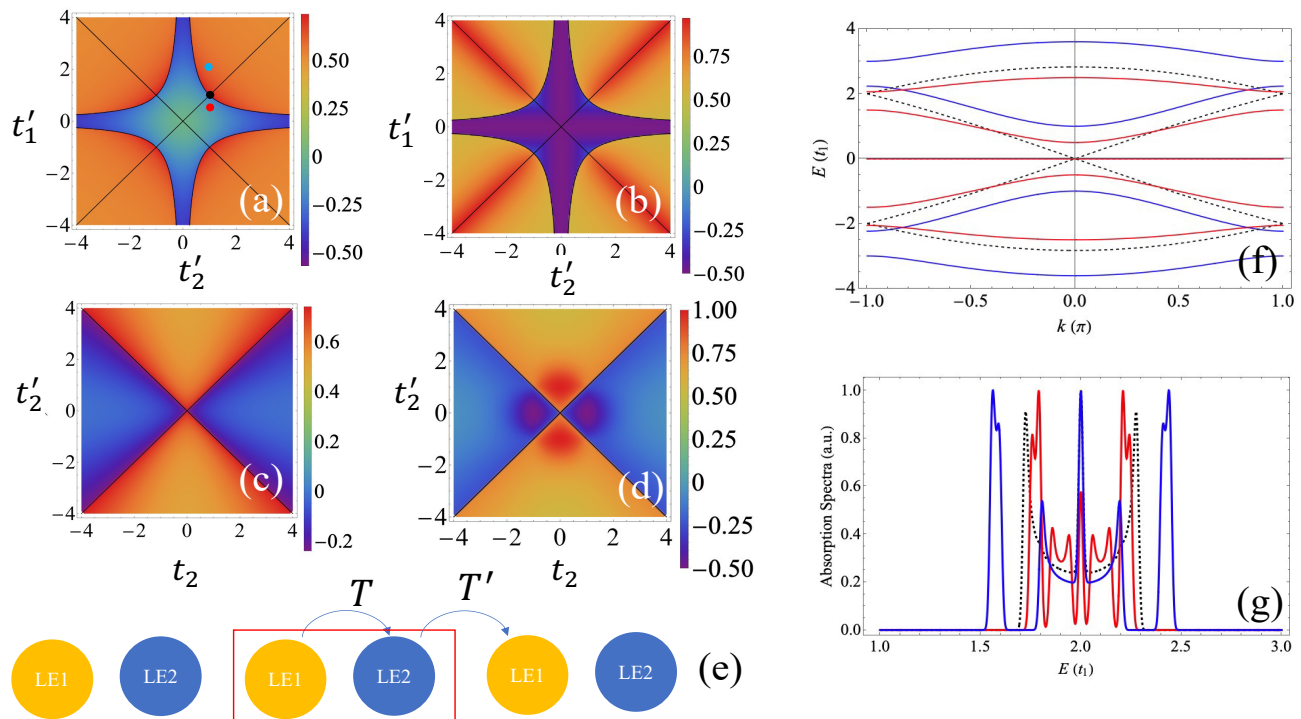 4
2
0
−2
−4
t′₁
−4 −2 0 2 4
t′₂
0.50
0.25
0
−0.25
−0.50
(a)
4
2
0
−2
−4
t′₁
−4 −2 0 2 4
t′₂
0.75
0.50
0.25
0
−0.25
−0.50
(b)
4
2
0
−2
−4
t′₂
−4 −2 0 2 4
t₂
0.6
0.4
0.2
0
−0.2
(c)
4
2
0
−2
−4
t′₂
−4 −2 0 2 4
t₂
1.00
0.75
0.50
0.25
0
−0.25
−0.50
(d)
T T′
LE1 LE2 LE1 LE2 LE1 LE2
(e)
4
2
0
−2
−4
E (t₁)
−1.0 −0.5 0.0 0.5 1.0
k (π)
(f)
1.0
0.8
0.6
0.4
0.2
0.0
Absorption Spectra (a.u.)
1.0 1.5 2.0 2.5 3.0
E (t₁)
(g)